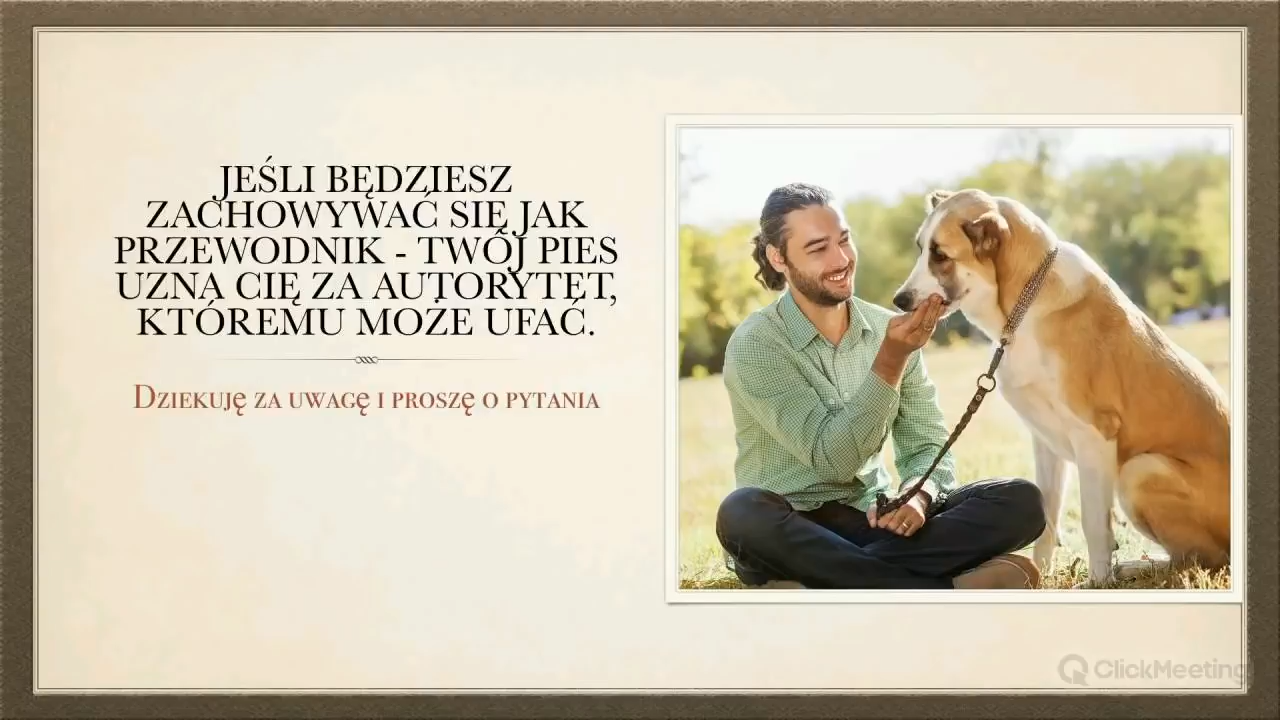 JEŚLI BĘDZIESZ
ZACHOWYWAĆ SIĘ JAK
PRZEWODNIK - TWÓJ PIES
UZNA CIĘ ZA AUTORYTET,
KTÓREMU MOŻE UFAĆ.
Dziekuję za uwagę i proszę o pytania
ClickMeeting